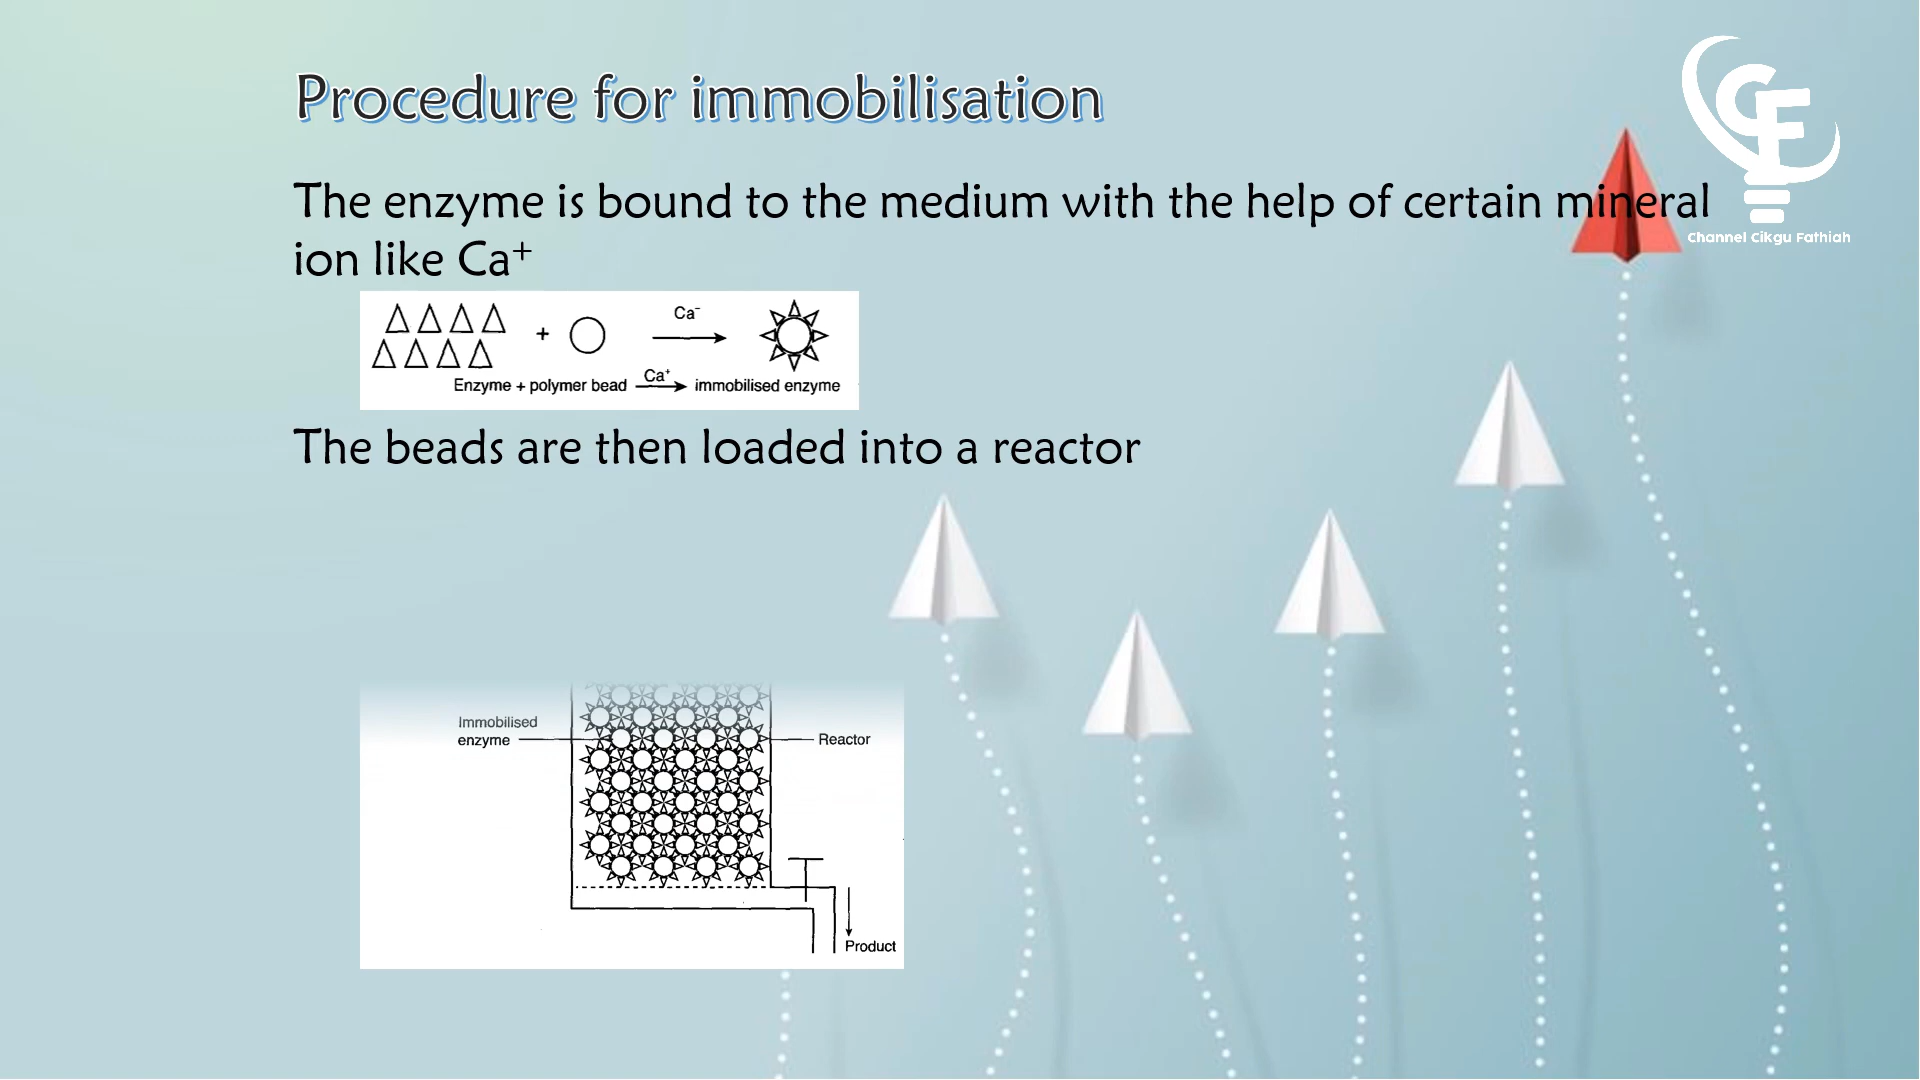 Procedure for immobilisation
CF
Channel Cikgu Fathiah
The enzyme is bound to the medium with the help of certain mineral
ion like Ca⁺
+
Ca⁻
Enzyme + polymer bead Ca⁺ immobilised enzyme
The beads are then loaded into a reactor
Immobilised
enzyme
Reactor
Product